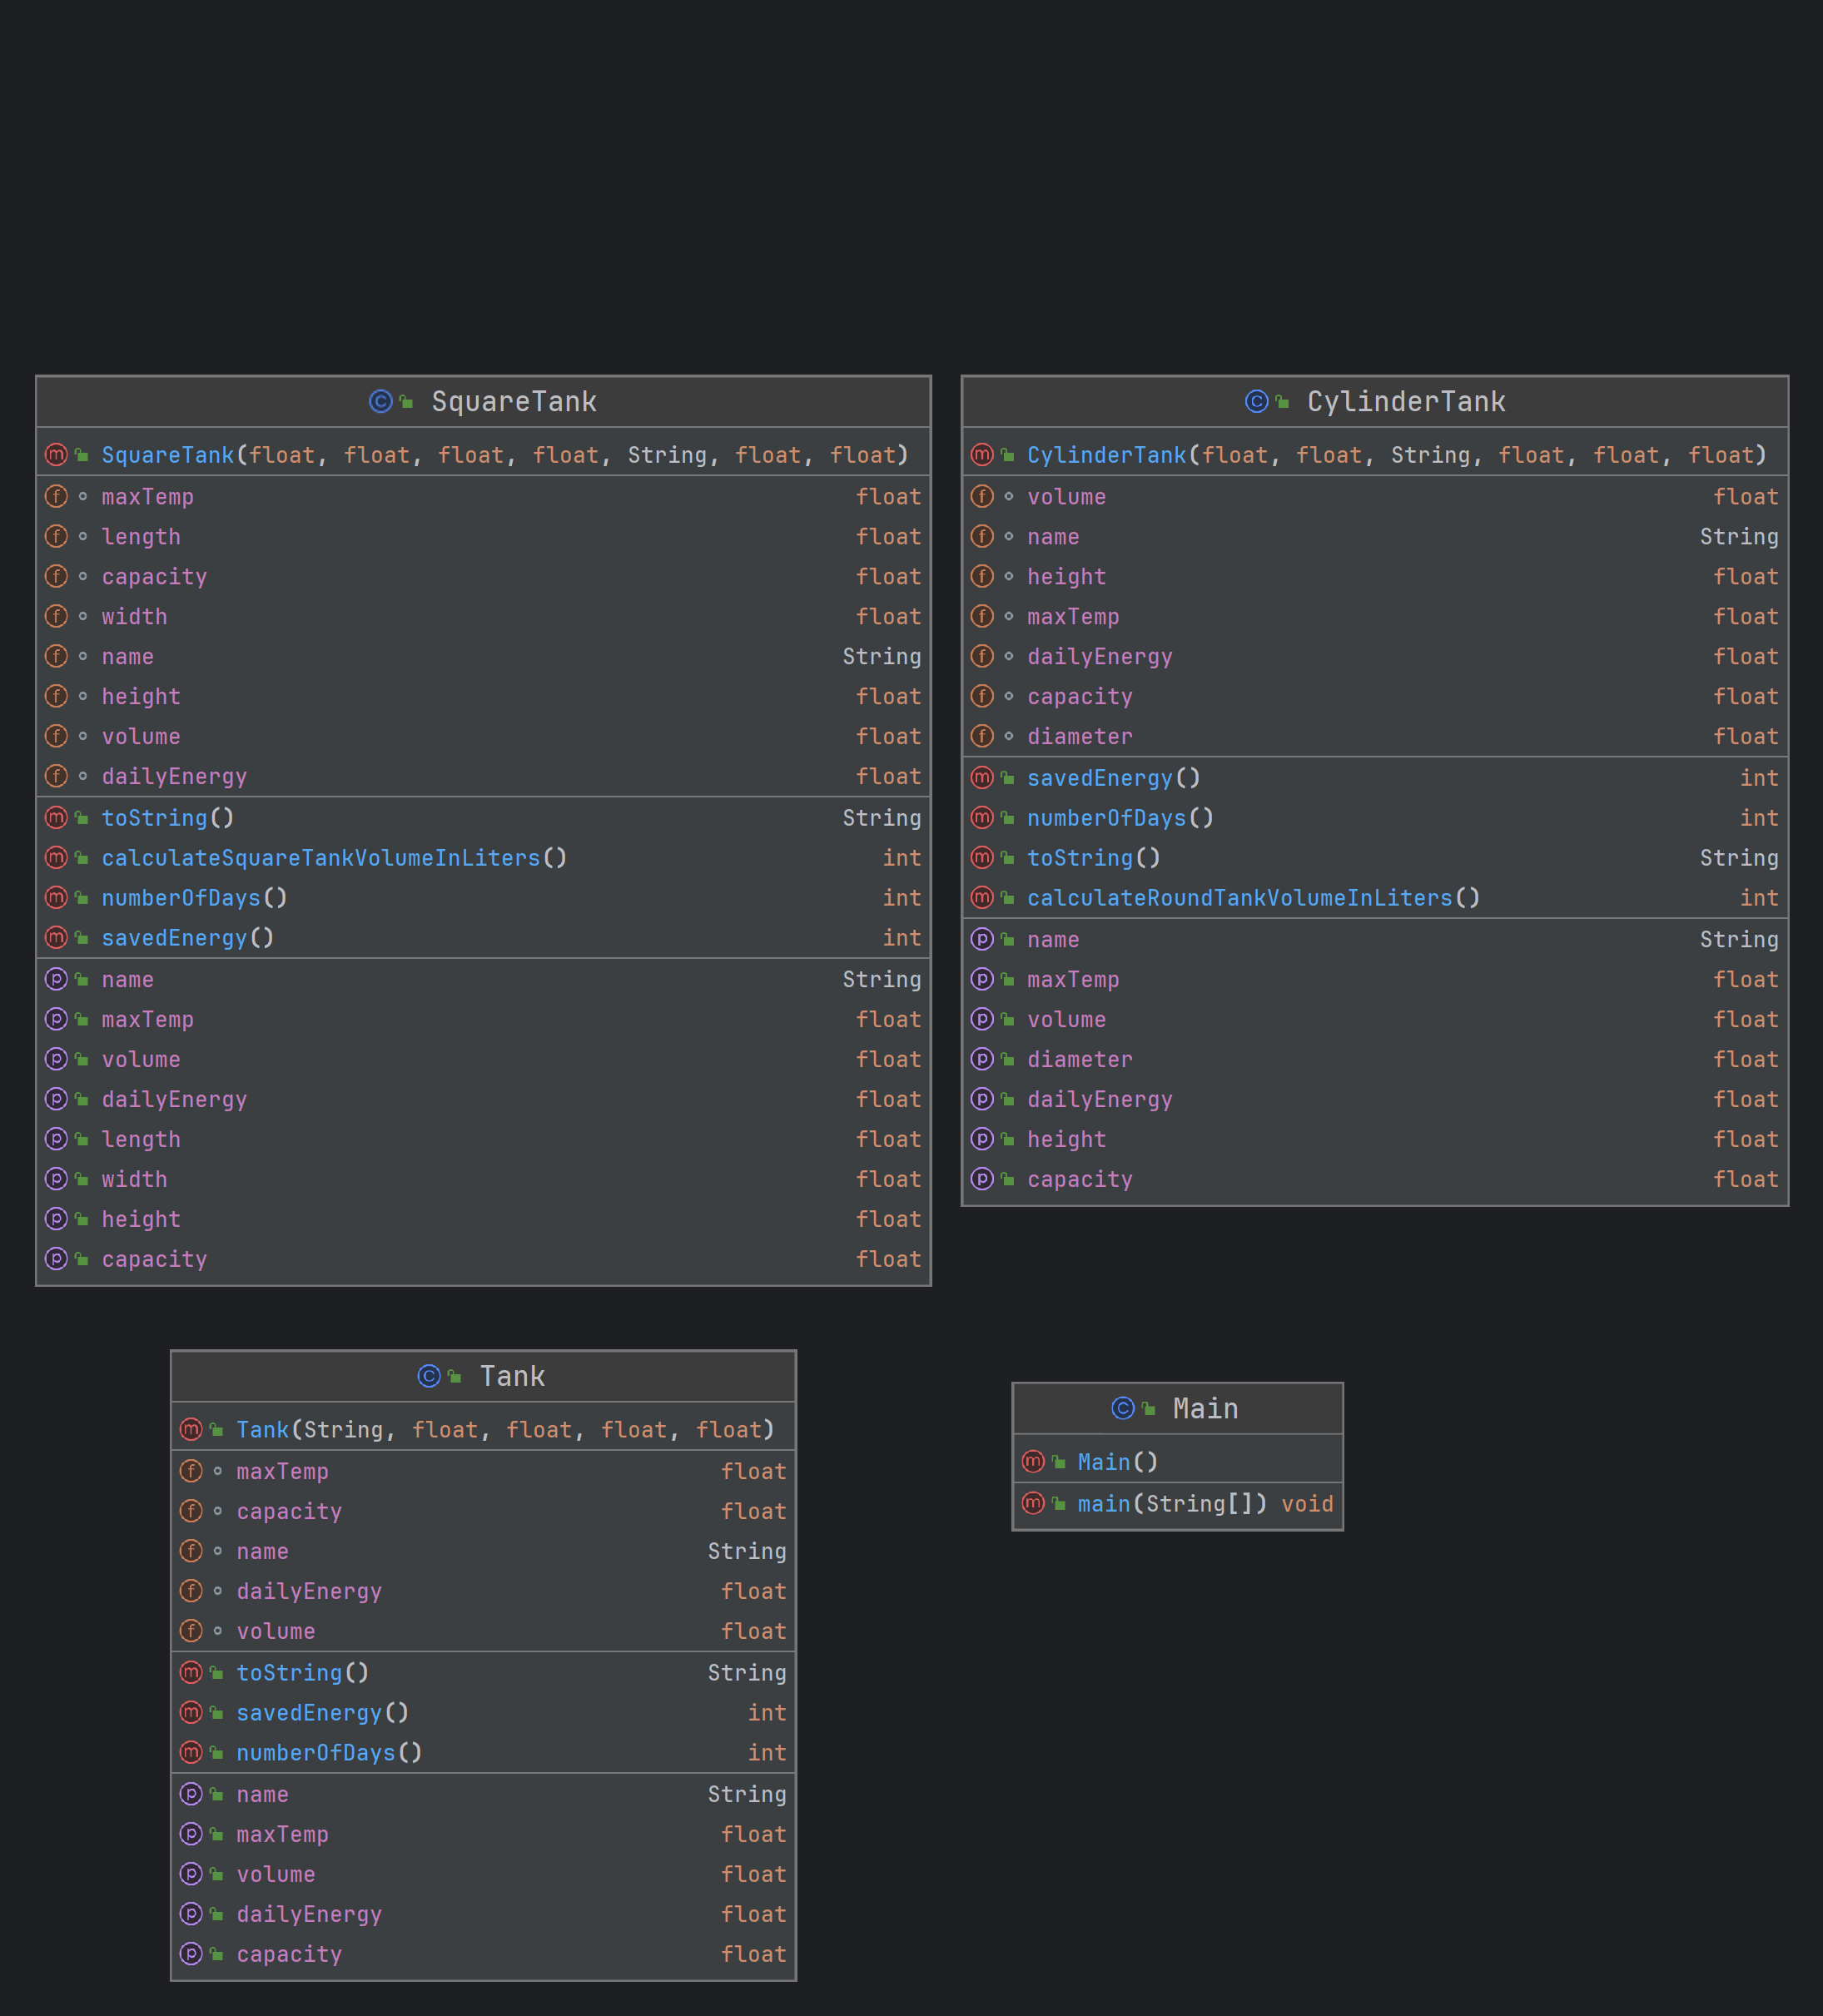 SquareTank
SquareTank(float, float, float, float, String, float, float)
maxTemp float
length float
capacity float
width float
name String
height float
volume float
dailyEnergy float
toString() String
calculateSquareTankVolumeInLiters() int
numberOfDays() int
savedEnergy() int
name String
maxTemp float
volume float
dailyEnergy float
length float
width float
height float
capacity float
CylinderTank
CylinderTank(float, float, String, float, float, float)
volume float
name String
height float
maxTemp float
dailyEnergy float
capacity float
diameter float
savedEnergy() int
numberOfDays() int
toString() String
calculateRoundTankVolumeInLiters() int
name String
maxTemp float
volume float
diameter float
dailyEnergy float
height float
capacity float
Tank
Tank(String, float, float, float, float)
maxTemp float
capacity float
name String
dailyEnergy float
volume float
toString() String
savedEnergy() int
numberOfDays() int
name String
maxTemp float
volume float
dailyEnergy float
capacity float
Main
Main()
main(String[]) void